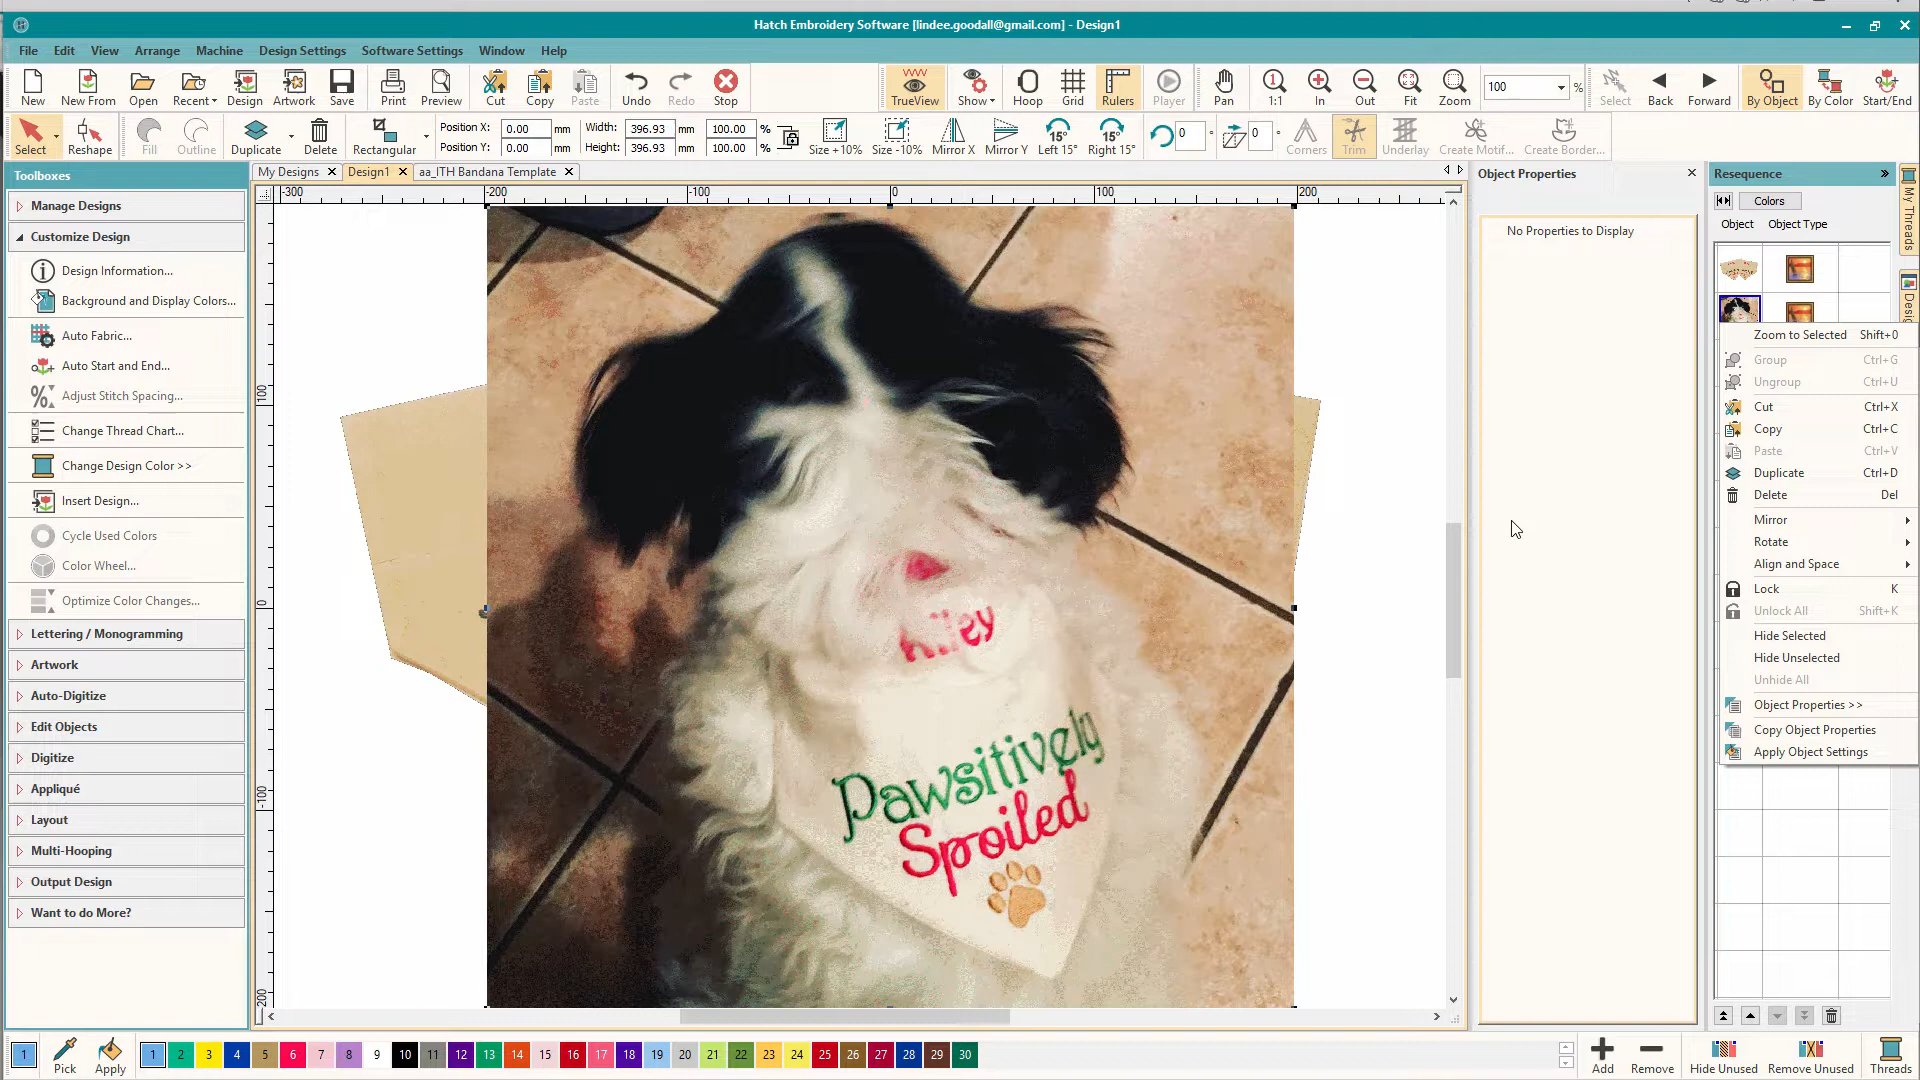 Hatch Embroidery Software [lindee.goodall@gmail.com] - Design1
File Edit View Arrange Machine Design Settings Software Settings Window Help
New New From Open Recent Design Artwork Save Print Preview Cut Copy Paste Undo Redo Stop TrueView Show Hoop Grid Rulers Player Pan 1:1 In Out Fit Zoom 100 % Select Back Forward By Object By Color Start/End
Select Reshape Fill Outline Duplicate Delete Rectangular Size +10% Size -10% Mirror X Mirror Y Left 15° Right 15° Corners Trim Underlay Create Motif... Create Border...
Position X: 0.00 mm Width: 396.93 mm 100.00 % 15° 15° 0 ° 0 °
Position Y: 0.00 mm Height: 396.93 mm 100.00 %
Toolboxes
Manage Designs
Customize Design
Design Information...
Background and Display Colors...
Auto Fabric...
Auto Start and End...
Adjust Stitch Spacing...
Change Thread Chart...
Change Design Color >>
Insert Design...
Cycle Used Colors
Color Wheel...
Optimize Color Changes...
Lettering / Monogramming
Artwork
Auto-Digitize
Edit Objects
Digitize
Appliqué
Layout
Multi-Hooping
Output Design
Want to do More?
My Designs Design1 aa_ITH Bandana Template
-300 -200 -100 0 100 200
100
0
-100
200
Pawsitively
Spoiled
Object Properties
No Properties to Display
Resequence
Colors
Object Object Type
My Threads
Zoom to Selected Shift+0
Group Ctrl+G
Ungroup Ctrl+U
Cut Ctrl+X
Copy Ctrl+C
Paste Ctrl+V
Duplicate Ctrl+D
Delete Del
Mirror
Rotate
Align and Space
Lock K
Unlock All Shift+K
Hide Selected
Hide Unselected
Unhide All
Object Properties >>
Copy Object Properties
Apply Object Settings
1 Pick Apply 1 2 3 4 5 6 7 8 9 10 11 12 13 14 15 16 17 18 19 20 21 22 23 24 25 26 27 28 29 30 Add Remove Hide Unused Remove Unused Threads